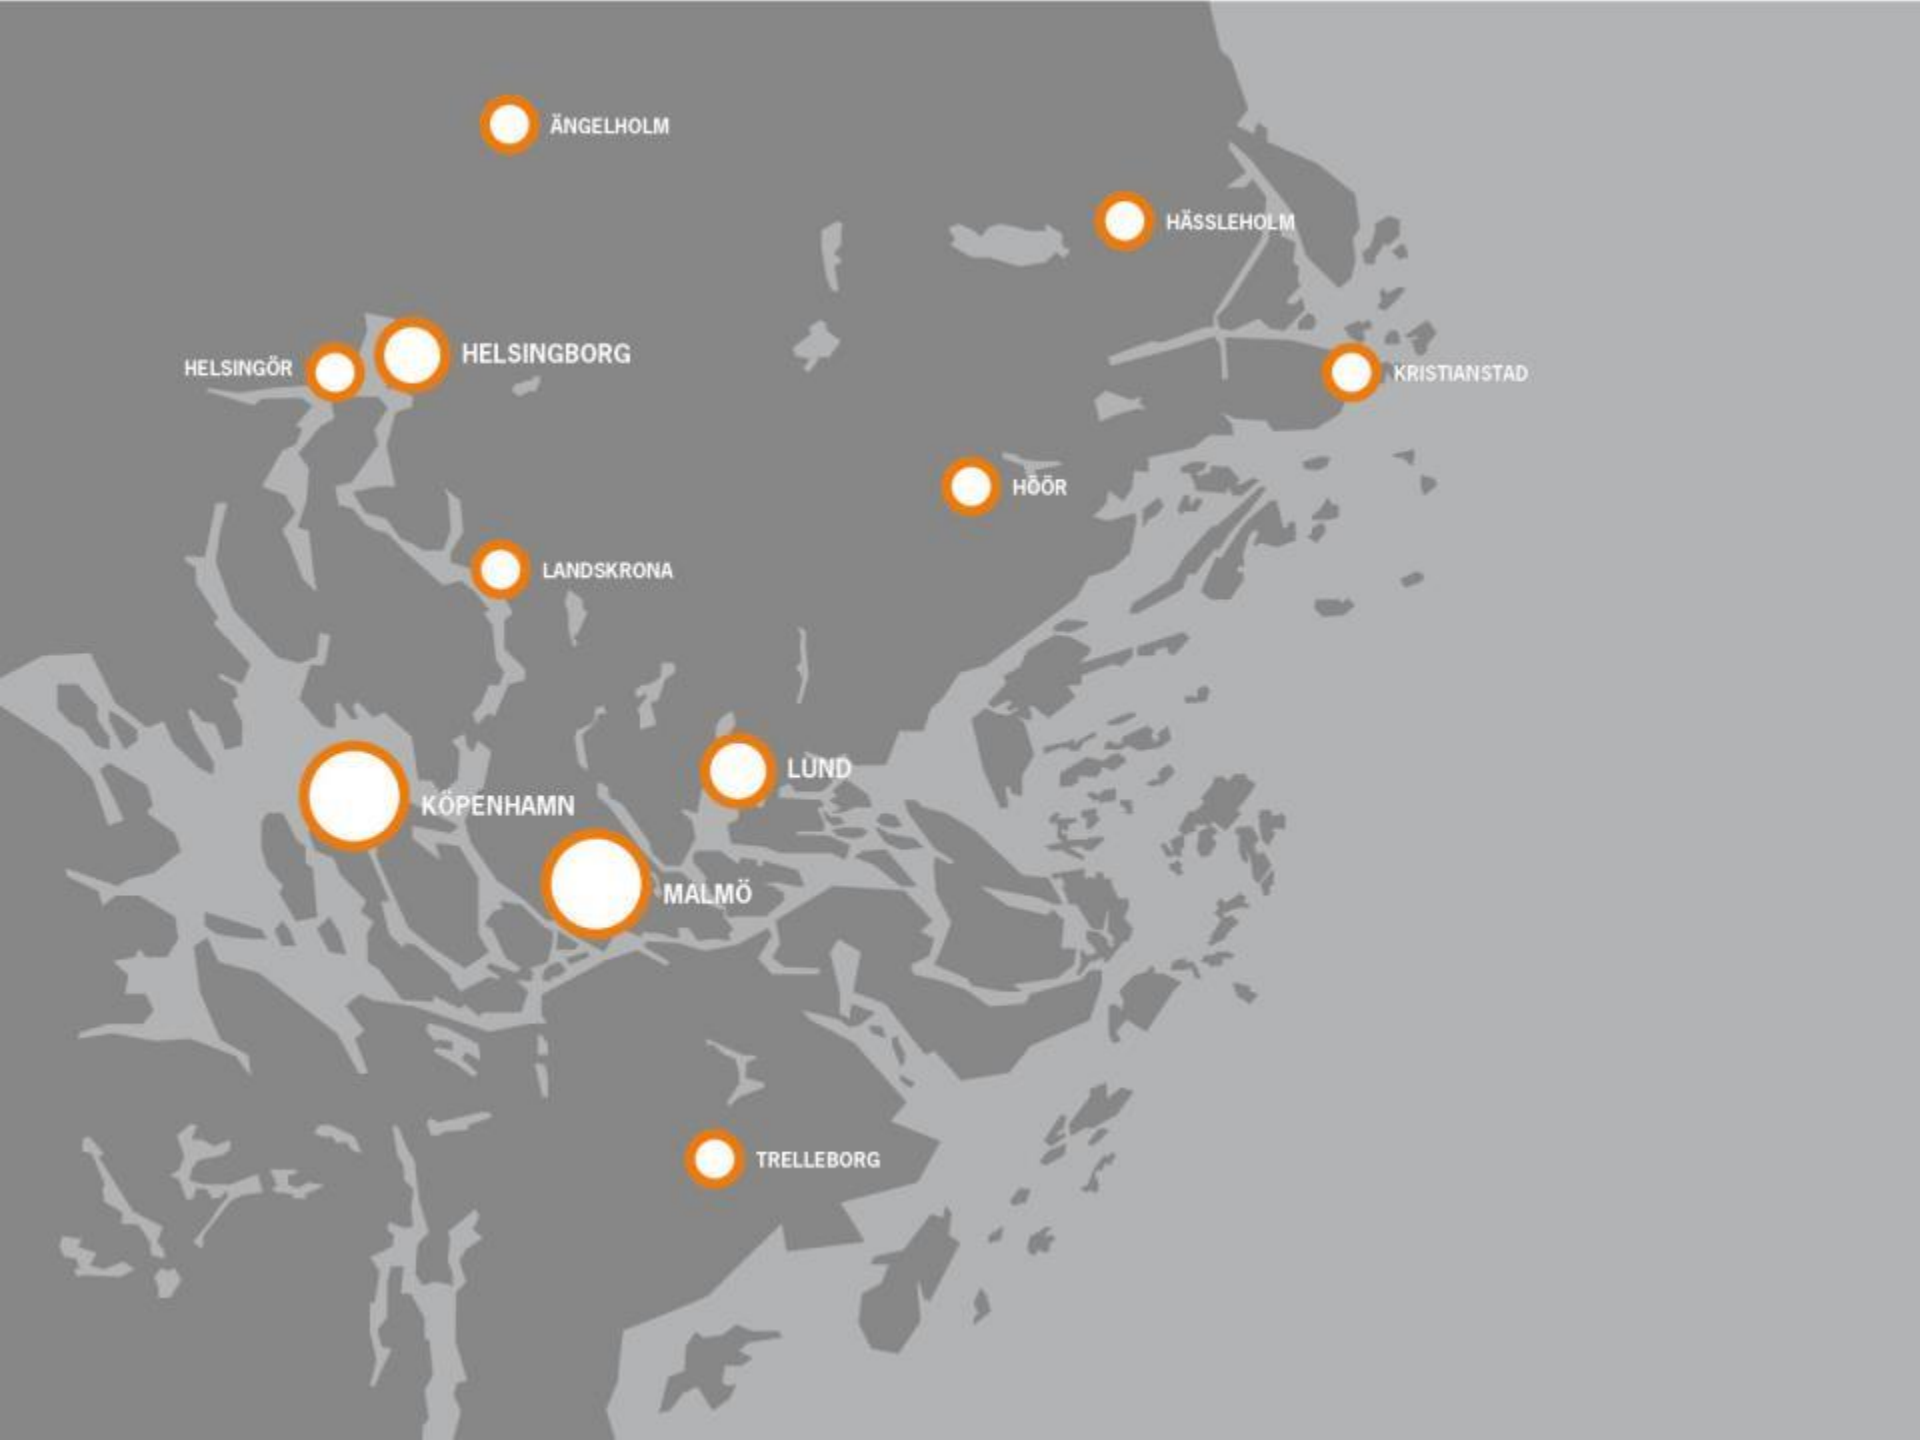 ÄNGELHOLM
HÄSSLEHOLM
HELSINGBORG
HELSINGÖR
KRISTIANSTAD
HÖÖR
LANDSKRONA
LUND
KÖPENHAMN
MALMÖ
TRELLEBORG